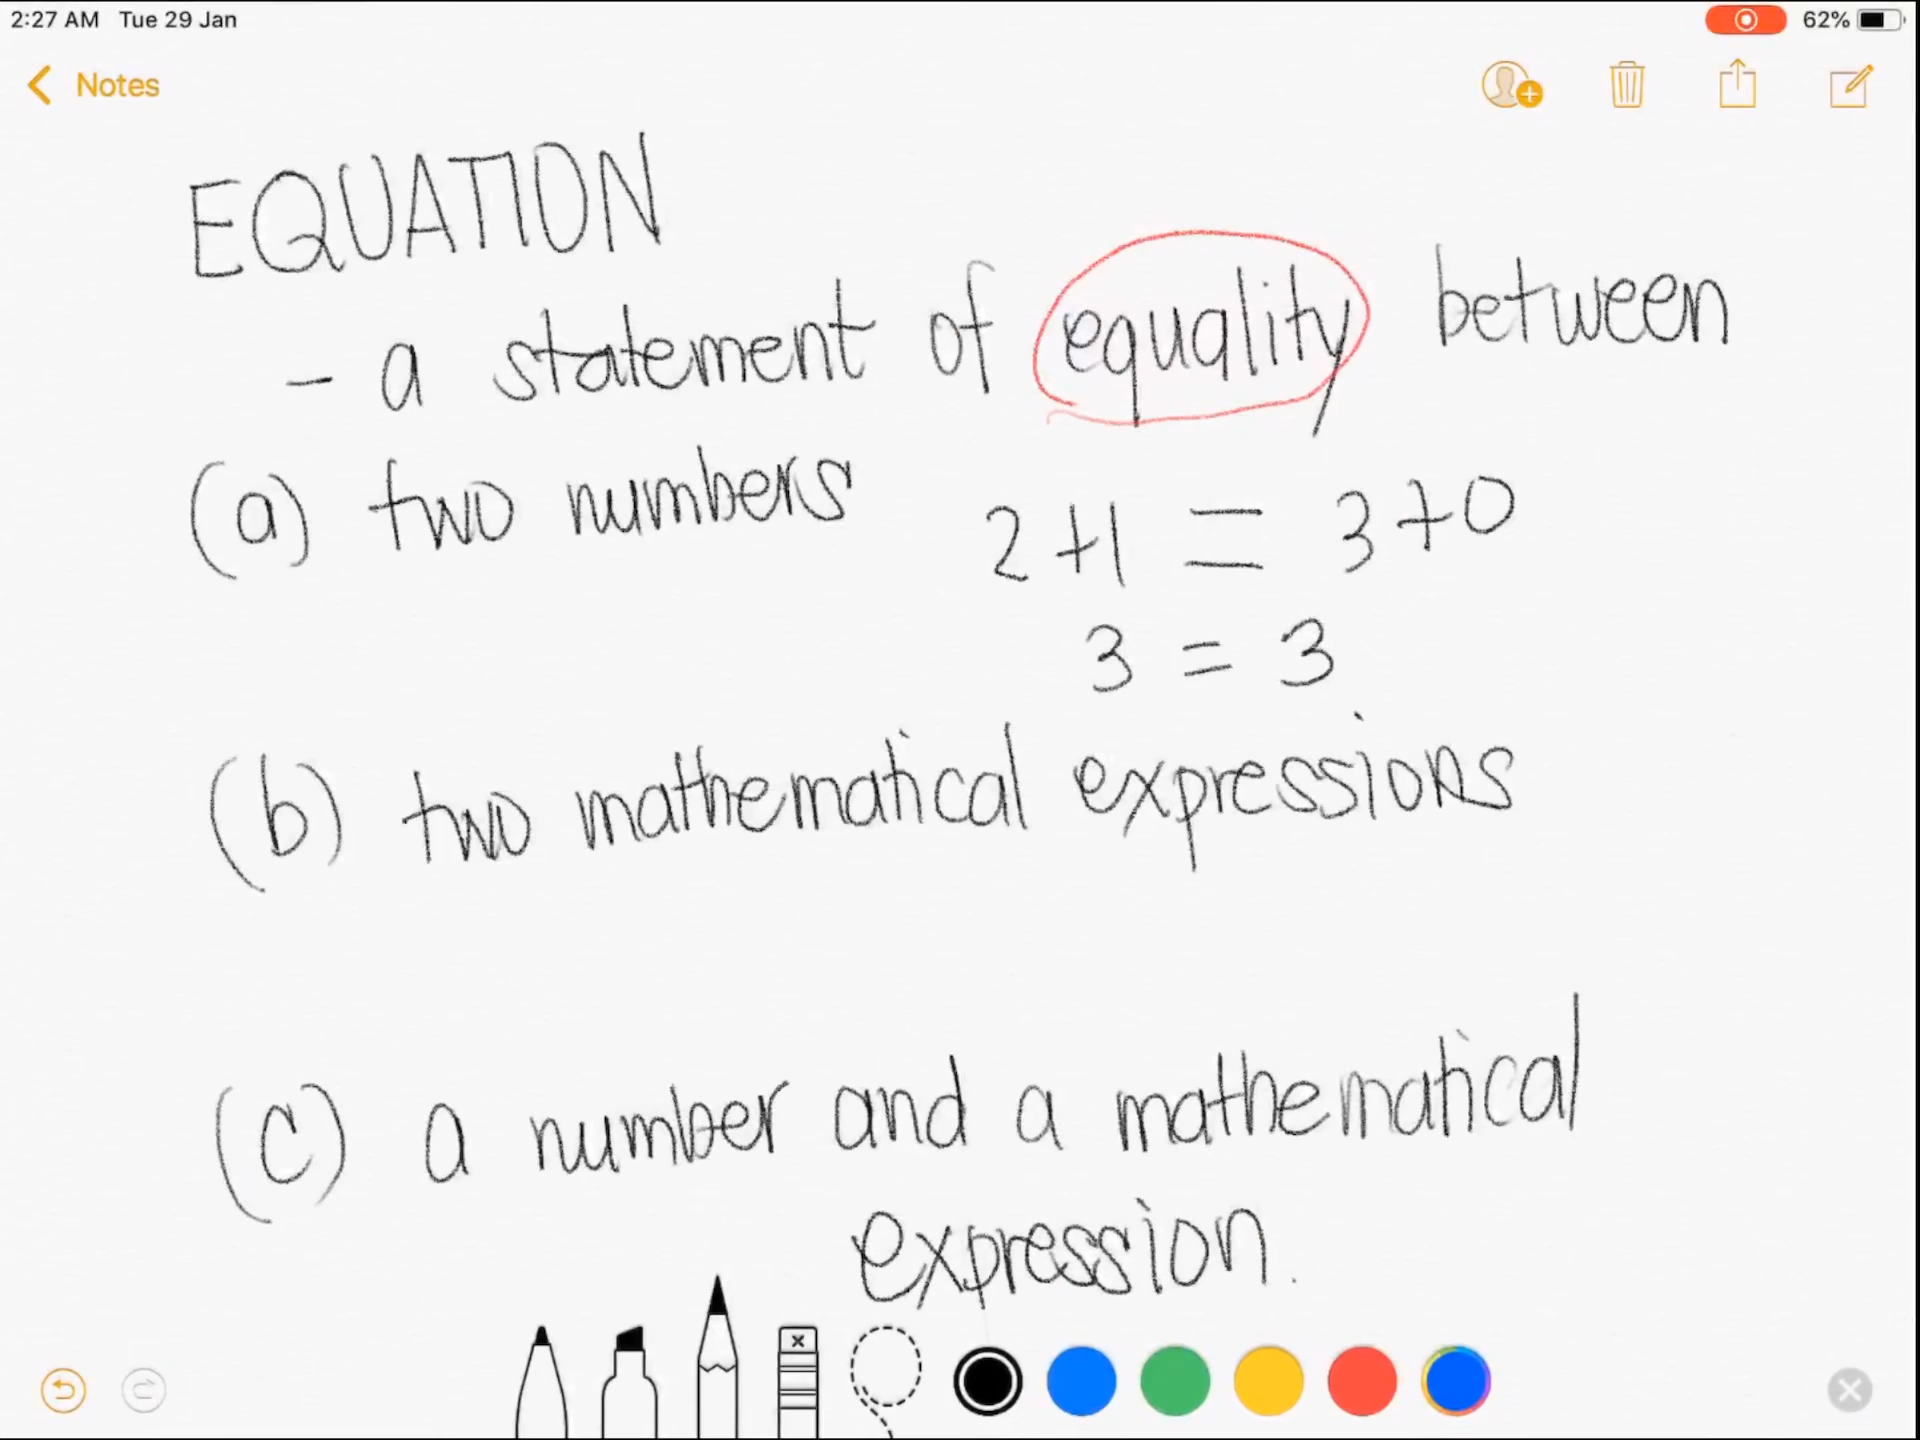 2:27 AM Tue 29 Jan 62%
Notes
EQUATION
- a statement of equality between
(a) two numbers 2+1 = 3+0
3 = 3
(b) two mathematical expressions
(c) a number and a mathematical
expression.